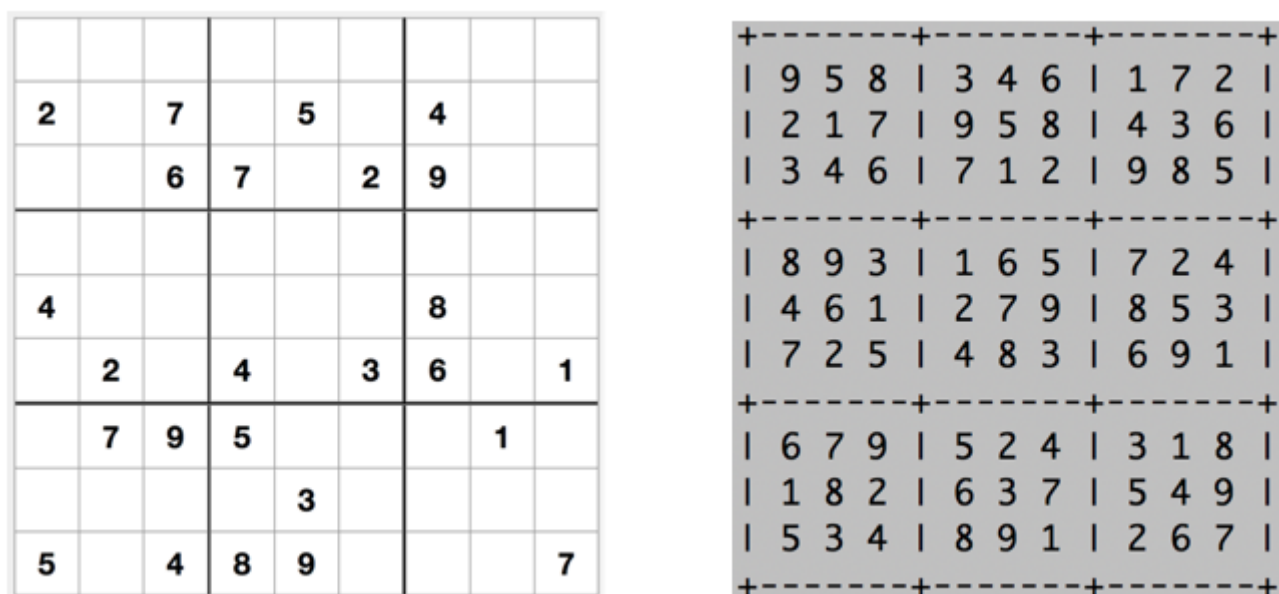 2 7 5 4
6 7 2 9
4 8
2 4 3 6 1
7 9 5 1
3
5 4 8 9 7
+-------+-------+-------+
| 9 5 8 | 3 4 6 | 1 7 2 |
| 2 1 7 | 9 5 8 | 4 3 6 |
| 3 4 6 | 7 1 2 | 9 8 5 |
+-------+-------+-------+
| 8 9 3 | 1 6 5 | 7 2 4 |
| 4 6 1 | 2 7 9 | 8 5 3 |
| 7 2 5 | 4 8 3 | 6 9 1 |
+-------+-------+-------+
| 6 7 9 | 5 2 4 | 3 1 8 |
| 1 8 2 | 6 3 7 | 5 4 9 |
| 5 3 4 | 8 9 1 | 2 6 7 |
+-------+-------+-------+